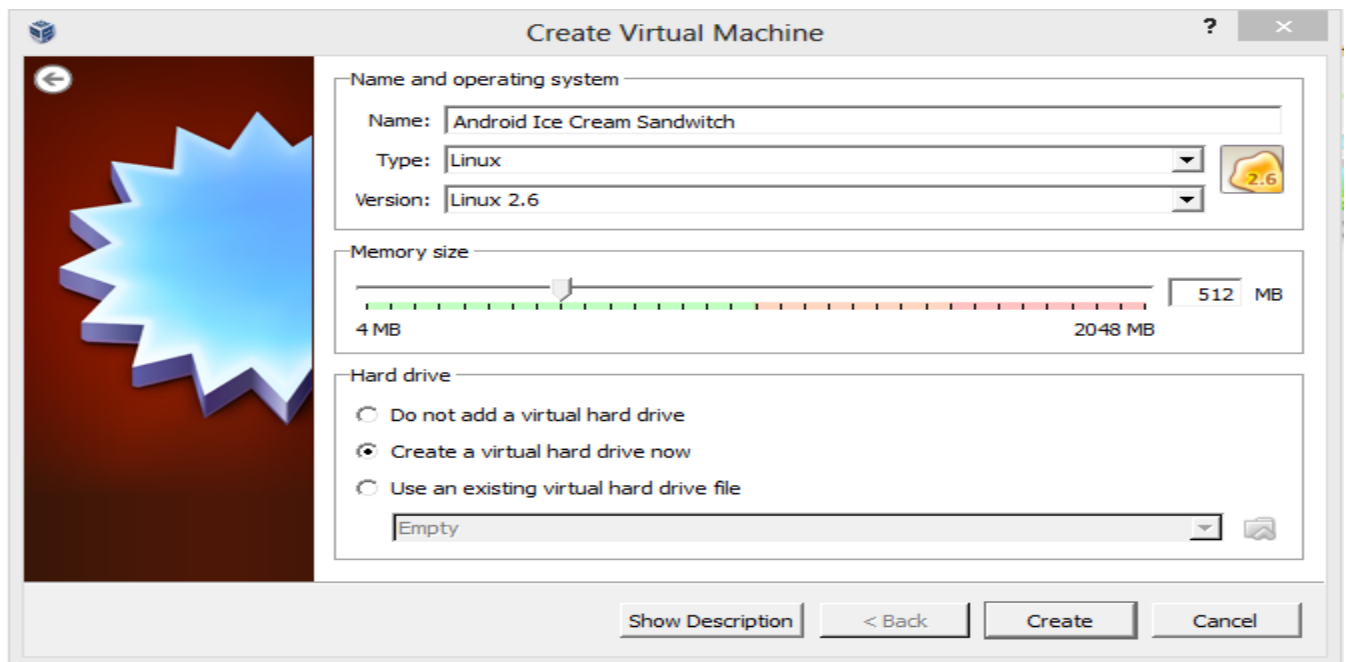 Create Virtual Machine ?
Name and operating system
Name: Android Ice Cream Sandwitch
Type: Linux
2.6
Version: Linux 2.6
Memory size
512 MB
4 MB 2048 MB
Hard drive
Do not add a virtual hard drive
Create a virtual hard drive now
Use an existing virtual hard drive file
Empty
Show Description < Back Create Cancel